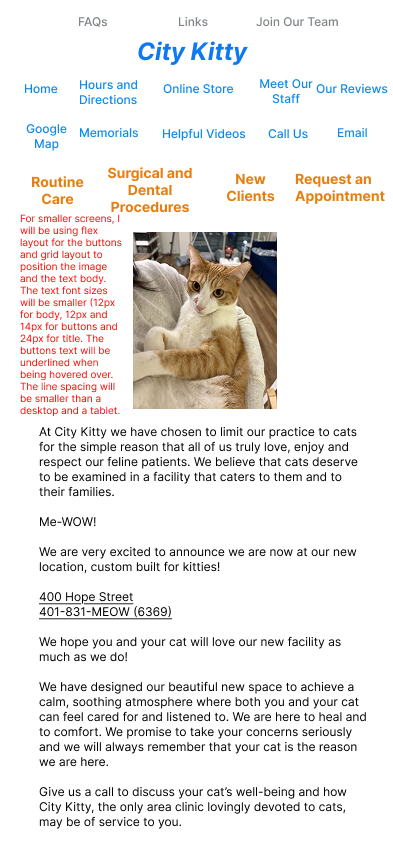 FAQs Links Join Our Team
City Kitty
Home Hours and Directions Online Store Meet Our Staff Our Reviews
Google Map Memorials Helpful Videos Call Us Email
Routine Care Surgical and Dental Procedures New Clients Request an Appointment
For smaller screens, I
will be using flex
layout for the buttons
and grid layout to
position the image
and the text body.
The text font sizes
will be smaller (12px
for body, 12px and
14px for buttons and
24px for title. The
buttons text will be
underlined when
being hovered over.
The line spacing will
be smaller than a
desktop and a tablet.
At City Kitty we have chosen to limit our practice to cats
for the simple reason that all of us truly love, enjoy and
respect our feline patients. We believe that cats deserve
to be examined in a facility that caters to them and to
their families.
Me-WOW!
We are very excited to announce we are now at our new
location, custom built for kitties!
400 Hope Street
401-831-MEOW (6369)
We hope you and your cat will love our new facility as
much as we do!
We have designed our beautiful new space to achieve a
calm, soothing atmosphere where both you and your cat
can feel cared for and listened to. We are here to heal and
to comfort. We promise to take your concerns seriously
and we will always remember that your cat is the reason
we are here.
Give us a call to discuss your cat's well-being and how
City Kitty, the only area clinic lovingly devoted to cats,
may be of service to you.